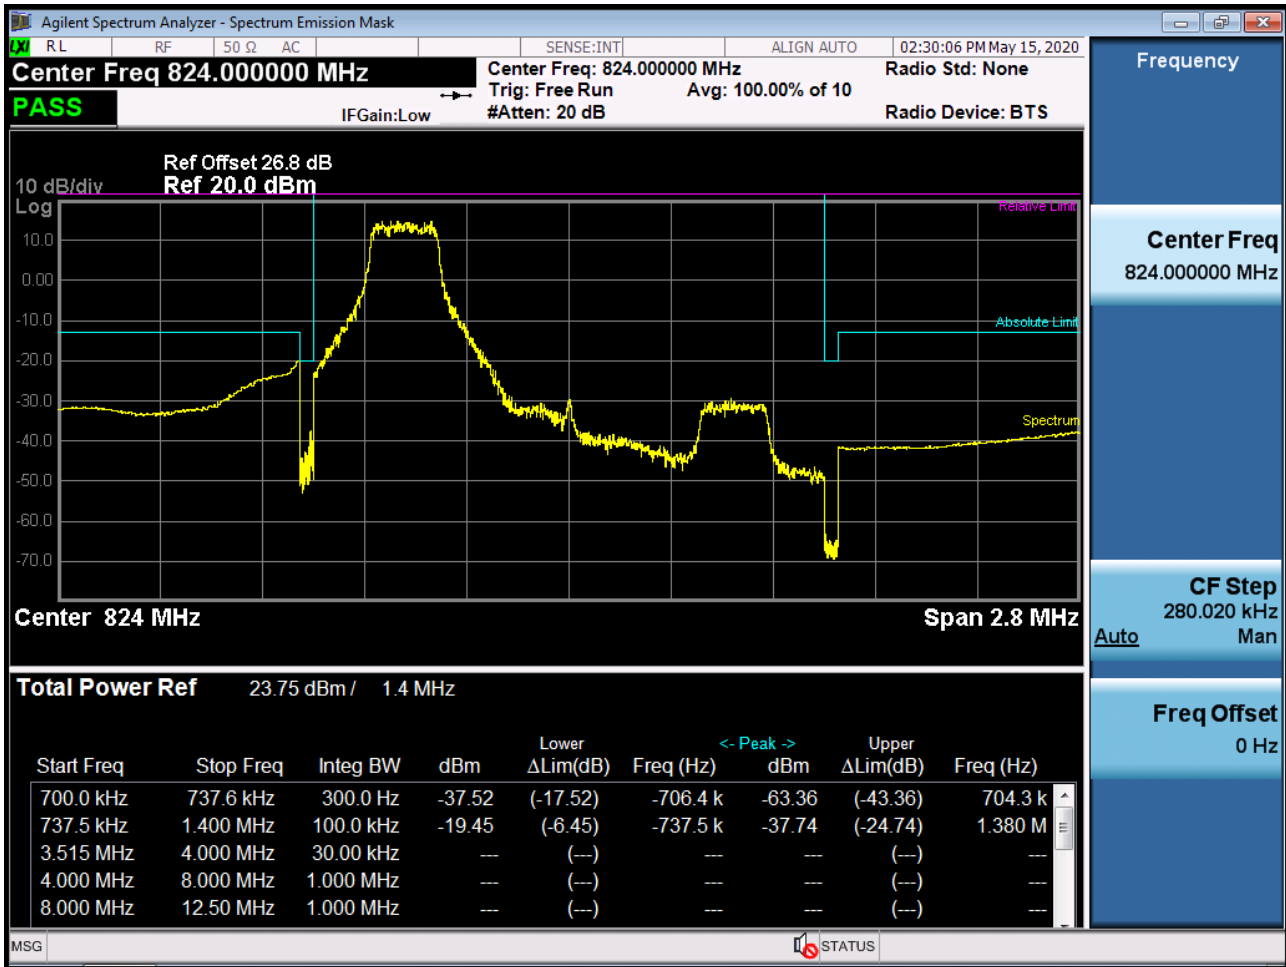 Agilent Spectrum Analyzer - Spectrum Emission Mask
LXI RL RF 50 Ω AC SENSE:INT ALIGN AUTO 02:30:06 PM May 15, 2020
Center Freq 824.000000 MHz
Center Freq: 824.000000 MHz
Radio Std: None
Trig: Free Run
Avg: 100.00% of 10
PASS
IFGain:Low
#Atten: 20 dB
Radio Device: BTS
Ref Offset 26.8 dB
10 dB/div Ref 20.0 dBm
Log
Relative Limit
10.0
0.00
-10.0
Absolute Limit
-20.0
-30.0
Spectrum
-40.0
-50.0
-60.0
-70.0
Center 824 MHz
Span 2.8 MHz
Total Power Ref 23.75 dBm / 1.4 MHz
Lower <- Peak -> Upper
Start Freq Stop Freq Integ BW dBm ΔLim(dB) Freq (Hz) dBm ΔLim(dB) Freq (Hz)
700.0 kHz 737.6 kHz 300.0 Hz -37.52 (-17.52) -706.4 k -63.36 (-43.36) 704.3 k
737.5 kHz 1.400 MHz 100.0 kHz -19.45 (-6.45) -737.5 k -37.74 (-24.74) 1.380 M
3.515 MHz 4.000 MHz 30.00 kHz --- (---) --- --- (---) ---
4.000 MHz 8.000 MHz 1.000 MHz --- (---) --- --- (---) ---
8.000 MHz 12.50 MHz 1.000 MHz --- (---) --- --- (---) ---
MSG
STATUS
Frequency
Center Freq
824.000000 MHz
CF Step
280.020 kHz
Auto Man
Freq Offset
0 Hz